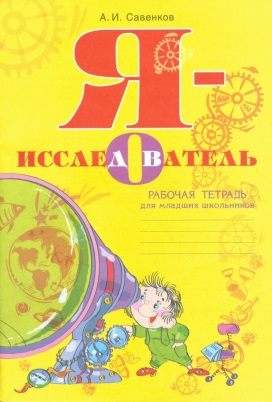 А. И. Савенков
Я-
ИССЛЕДОВАТЕЛЬ
РАБОЧАЯ ТЕТРАДЬ
для младших школьников